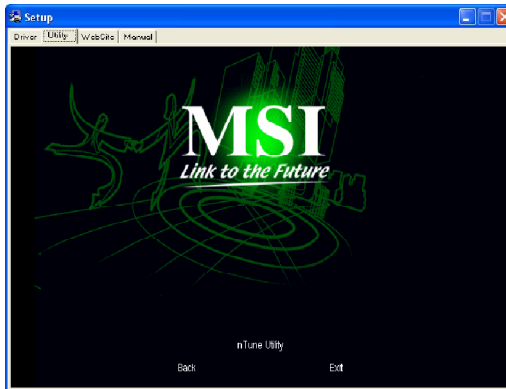 Setup
Driver Utility WebSite Manual
MSI
Link to the Future
nTune Utility
Back Exit